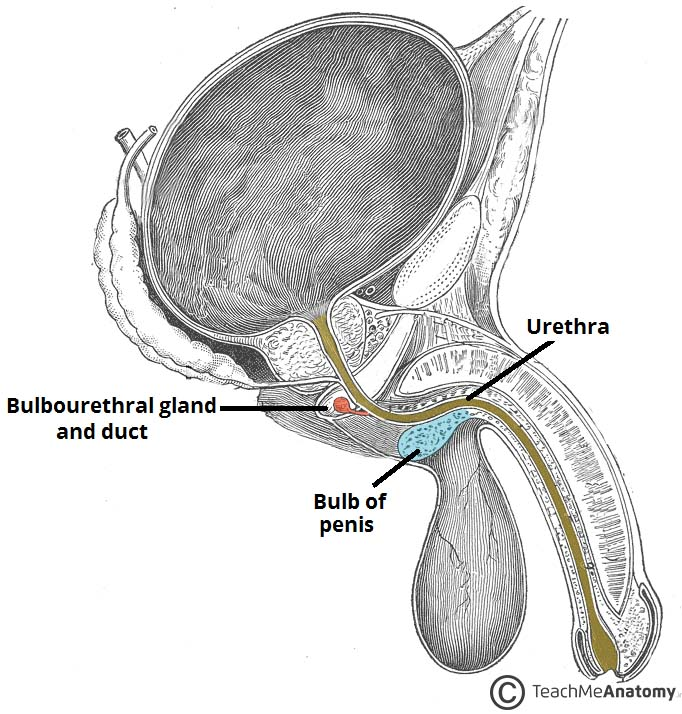 Urethra
Bulbourethral gland
and duct
Bulb of
penis
© TeachMeAnatomy